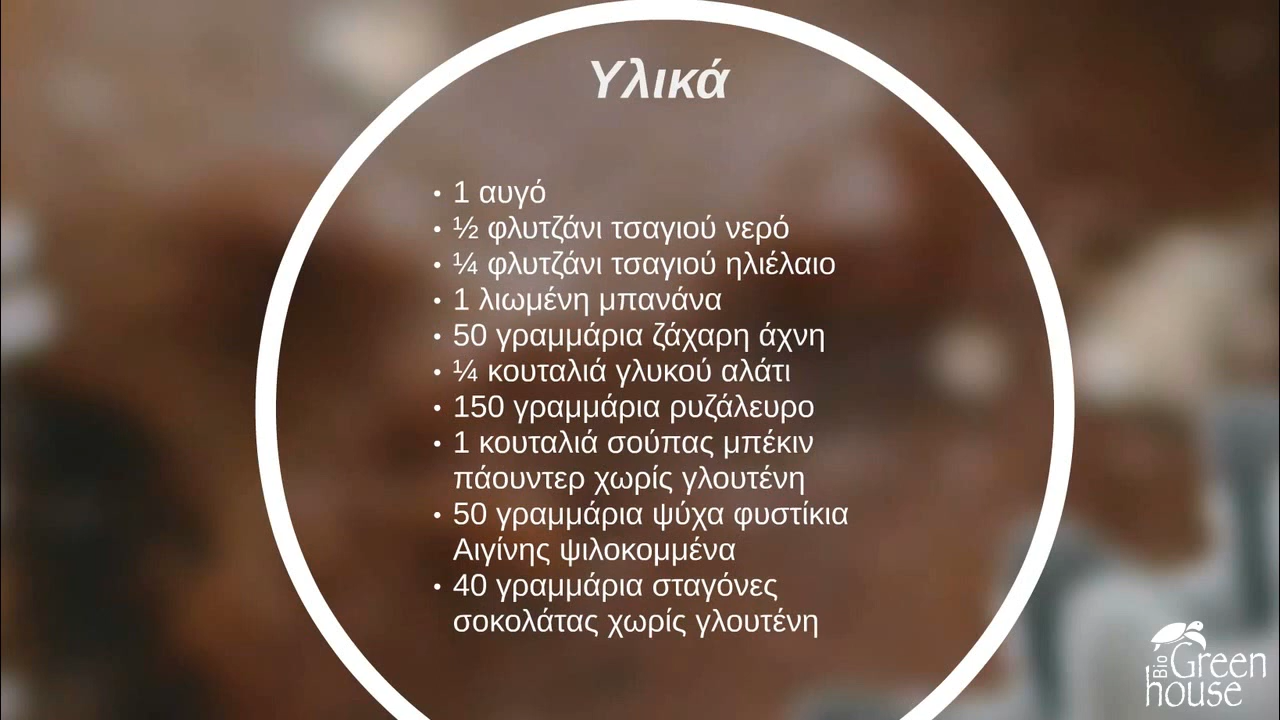 Υλικά
• 1 αυγό
• ½ φλυτζάνι τσαγιού νερό
• ¼ φλυτζάνι τσαγιού ηλιέλαιο
• 1 λιωμένη μπανάνα
• 50 γραμμάρια ζάχαρη άχνη
• ¼ κουταλιά γλυκού αλάτι
• 150 γραμμάρια ρυζάλευρο
• 1 κουταλιά σούπας μπέκιν
πάουντερ χωρίς γλουτένη
• 50 γραμμάρια ψύχα φυστίκια
Αιγίνης ψιλοκομμένα
• 40 γραμμάρια σταγόνες
σοκολάτας χωρίς γλουτένη
Bio Green
house